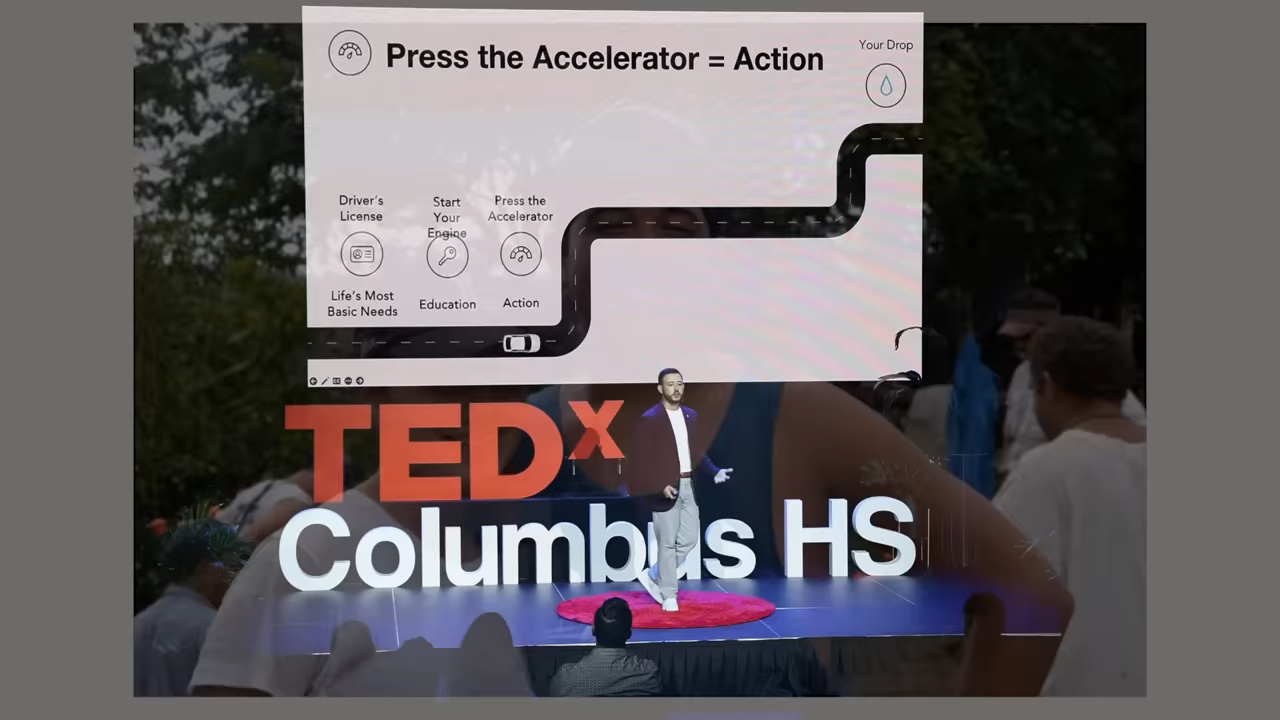 Press the Accelerator = Action
Your Drop
Driver's
License
Start
Your
Engine
Press the
Accelerator
Life's Most
Basic Needs
Education
Action
TEDx
Columbus HS